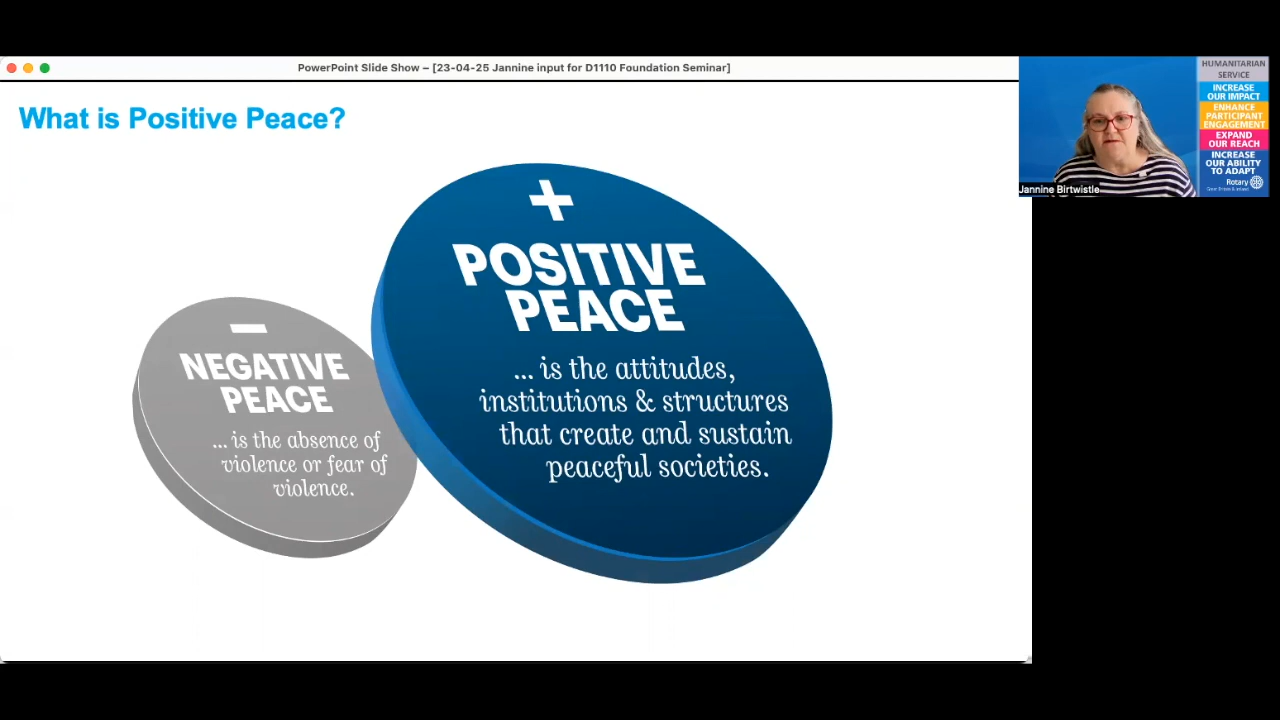 PowerPoint Slide Show – [23-04-25 Jannine input for D1110 Foundation Seminar]
What is Positive Peace?
+
POSITIVE
PEACE
... is the attitudes,
institutions & structures
that create and sustain
peaceful societies.
–
NEGATIVE
PEACE
... is the absence of
violence or fear of
violence.
HUMANITARIAN
SERVICE
INCREASE
OUR IMPACT
ENHANCE
PARTICIPANT
ENGAGEMENT
EXPAND
OUR REACH
INCREASE
OUR ABILITY
TO ADAPT
Rotary
Great Britain & Ireland
Jannine Birtwistle